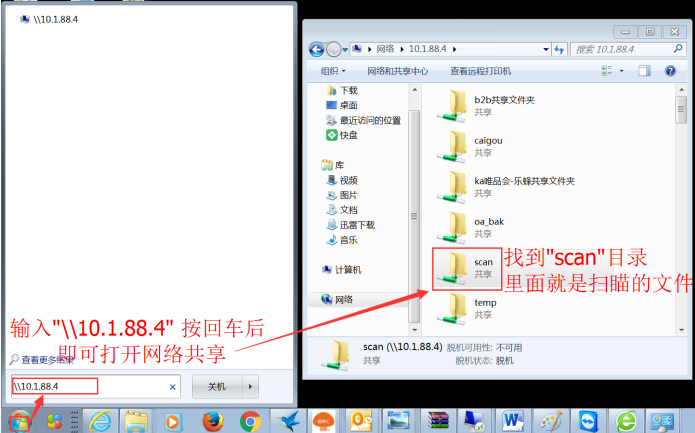 \\10.1.88.4
输入"\\10.1.88.4" 按回车后
即可打开网络共享
查看更多结果
\\10.1.88.4
关机
网络
10.1.88.4
搜索 10.1.88.4
组织
网络和共享中心
查看远程打印机
下载
桌面
最近访问的位置
快盘
库
视频
图片
文档
迅雷下载
音乐
计算机
网络
b2b共享文件夹
共享
caigou
共享
ka唯品会-乐蜂共享文件夹
共享
oa_bak
共享
scan
共享
temp
共享
找到"scan"目录
里面就是扫瞄的文件
scan (\\10.1.88.4) 脱机可用性: 不可用
共享 脱机状态: 脱机